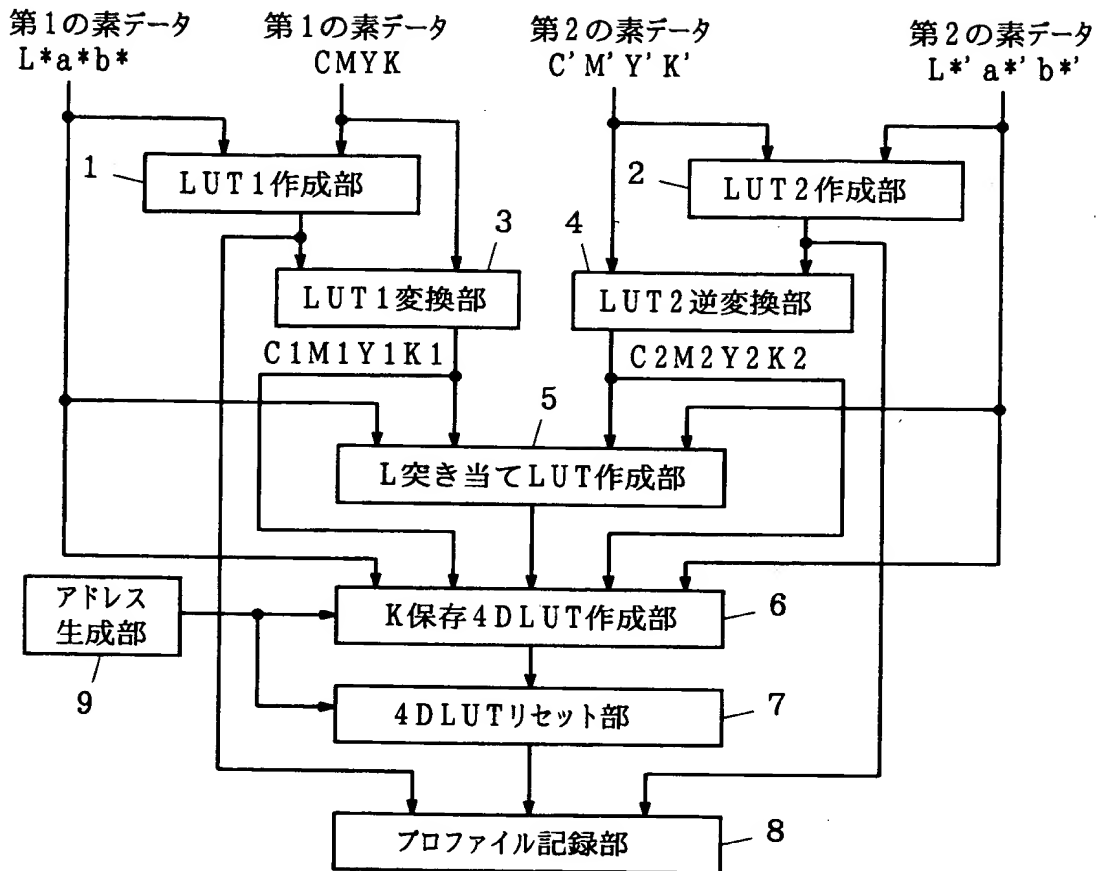 第1の素データ
L*a*b*
第1の素データ
CMYK
第2の素データ
C'M'Y'K'
第2の素データ
L*'a*'b*'
1
LUT1作成部
2
LUT2作成部
3
LUT1変換部
4
LUT2逆変換部
C1M1Y1K1
C2M2Y2K2
5
L突き当てLUT作成部
アドレス
生成部
9
K保存4DLUT作成部
6
4DLUTリセット部
7
プロファイル記録部
8